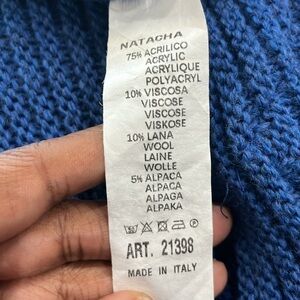 NATACHA
75% ACRILICO
ACRYLIC
ACRYLIQUE
POLYACRYL
10% VISCOSA
VISCOSE
VISCOSE
VISKOSE
10% LANA
WOOL
LAINE
WOLLE
5% ALPACA
ALPACA
ALPAGA
ALPAKA
ART. 21398
MADE IN ITALY